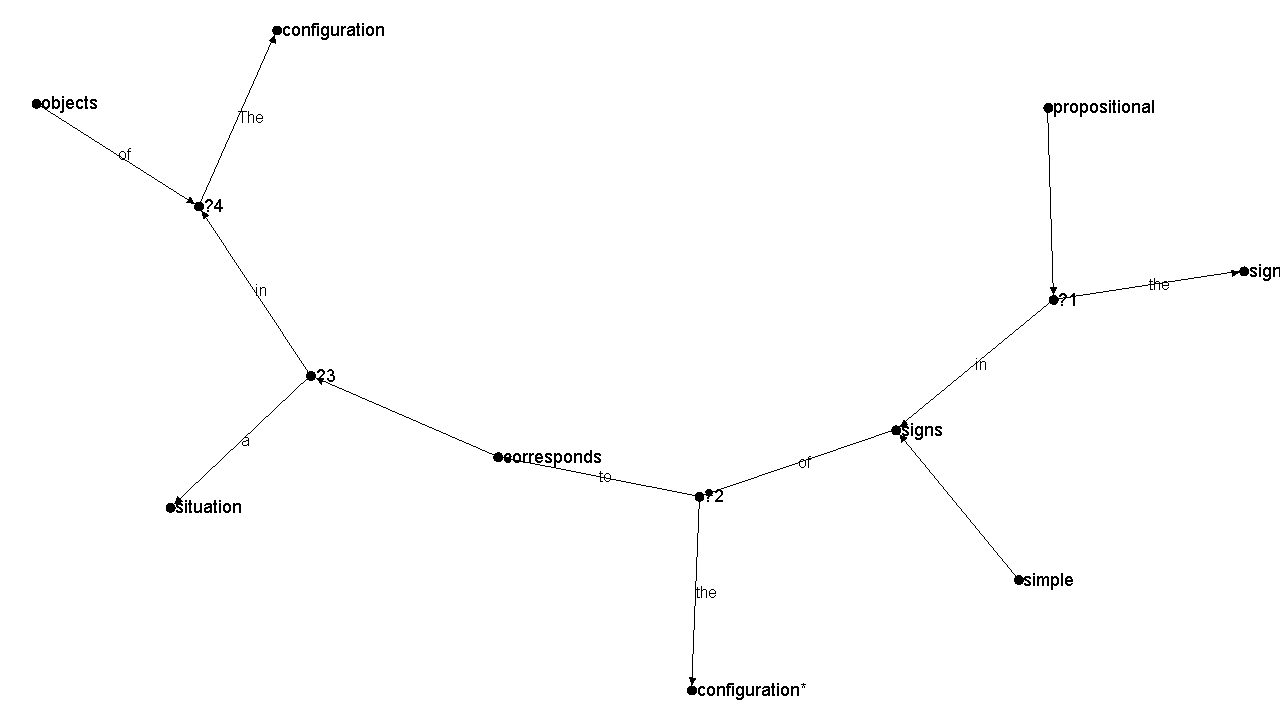 configuration
objects
propositional
The
of
?4
sign
the
?1
in
in
23
signs
a
corresponds
of
to
situation
?2
simple
the
configuration*